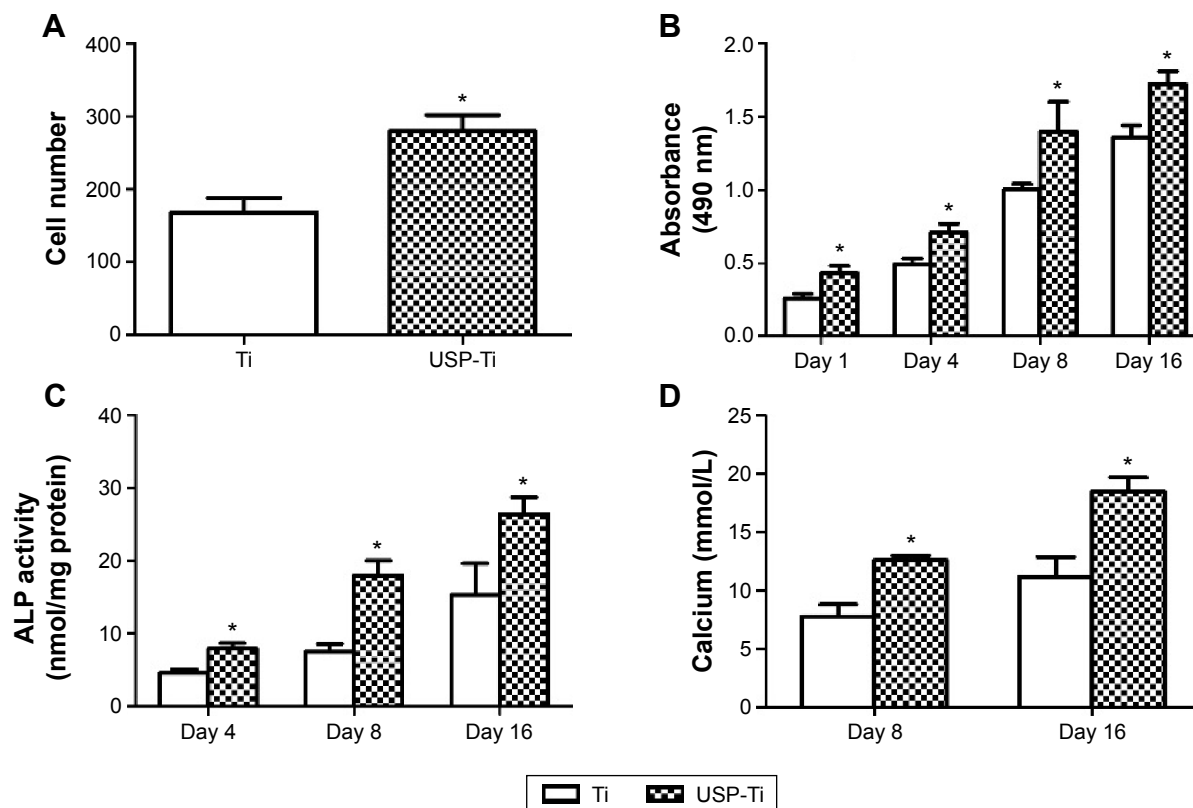 A
Cell number
400
300
200
100
0
*
Ti
USP-Ti
B
Absorbance
(490 nm)
2.0
1.5
1.0
0.5
0.0
*
*
*
*
Day 1
Day 4
Day 8
Day 16
C
ALP activity
(nmol/mg protein)
40
30
20
10
0
*
*
*
Day 4
Day 8
Day 16
D
Calcium (mmol/L)
25
20
15
10
5
0
*
*
Day 8
Day 16
Ti
USP-Ti